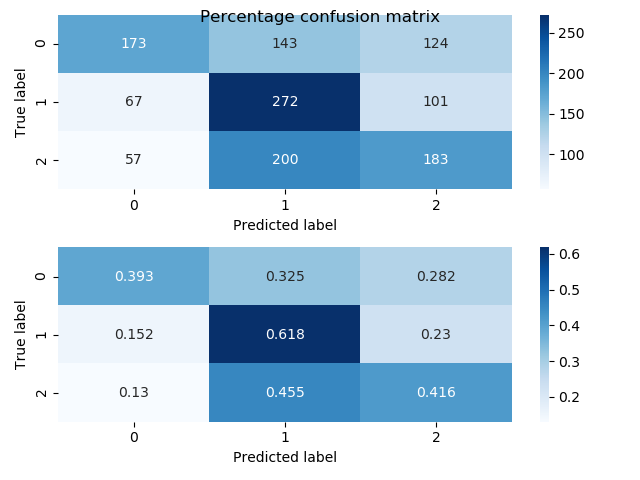 Percentage confusion matrix
0 173 143 124
1 67 272 101
2 57 200 183
0 1 2
True label
Predicted label
250
200
150
100
0 0.393 0.325 0.282
1 0.152 0.618 0.23
2 0.13 0.455 0.416
0 1 2
True label
Predicted label
0.6
0.5
0.4
0.3
0.2